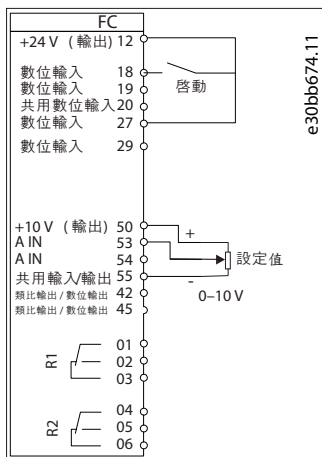 FC
+24 V (輸出) 12
數位輸入 18
數位輸入 19
共用數位輸入 20
數位輸入 27
數位輸入 29
啓動
+10 V (輸出) 50
A IN 53
A IN 54
共用輸入/輸出 55
類比輸出 / 數位輸出 42
類比輸出 / 數位輸出 45
+
設定值
-
0–10 V
R1
01
02
03
R2
04
05
06
e30bb674.11